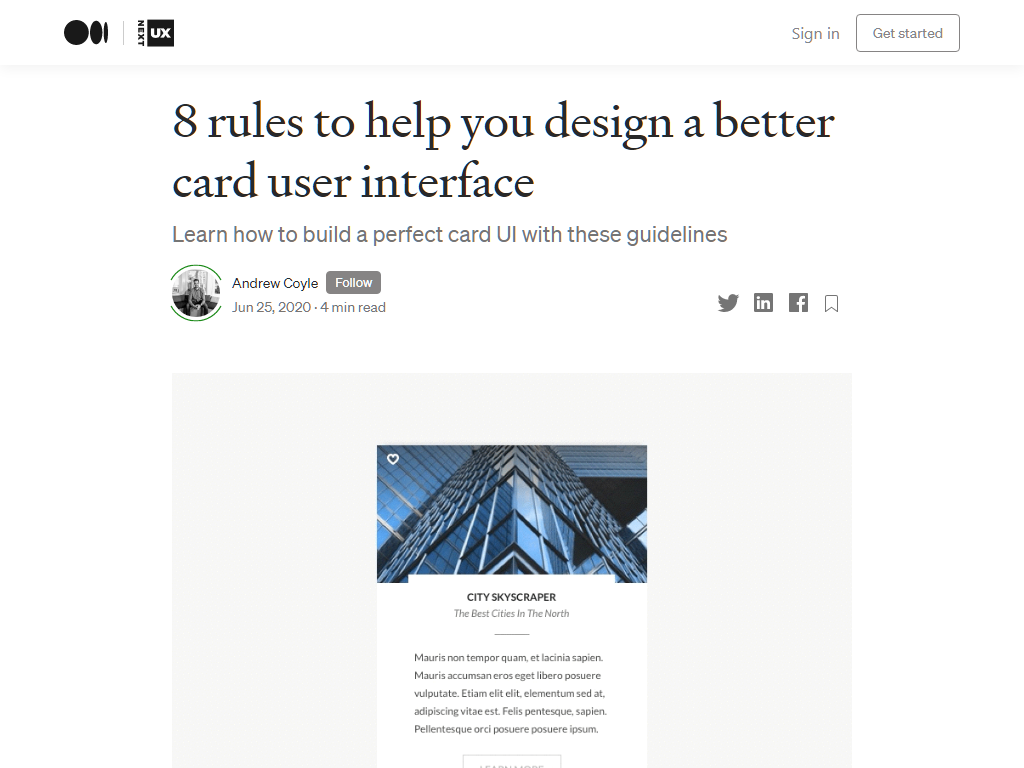 NEXT UX
Sign in
Get started
8 rules to help you design a better
card user interface
Learn how to build a perfect card UI with these guidelines
Andrew Coyle Follow
Jun 25, 2020 · 4 min read
CITY SKYSCRAPER
The Best Cities In The North
Mauris non tempor quam, et lacinia sapien.
Mauris accumsan eros eget libero posuere
vulputate. Etiam elit elit, elementum sed at,
adipiscing vitae est. Felis pentesque, sapien.
Pellentesque orci posuere posuere ipsum.
LEARN MORE